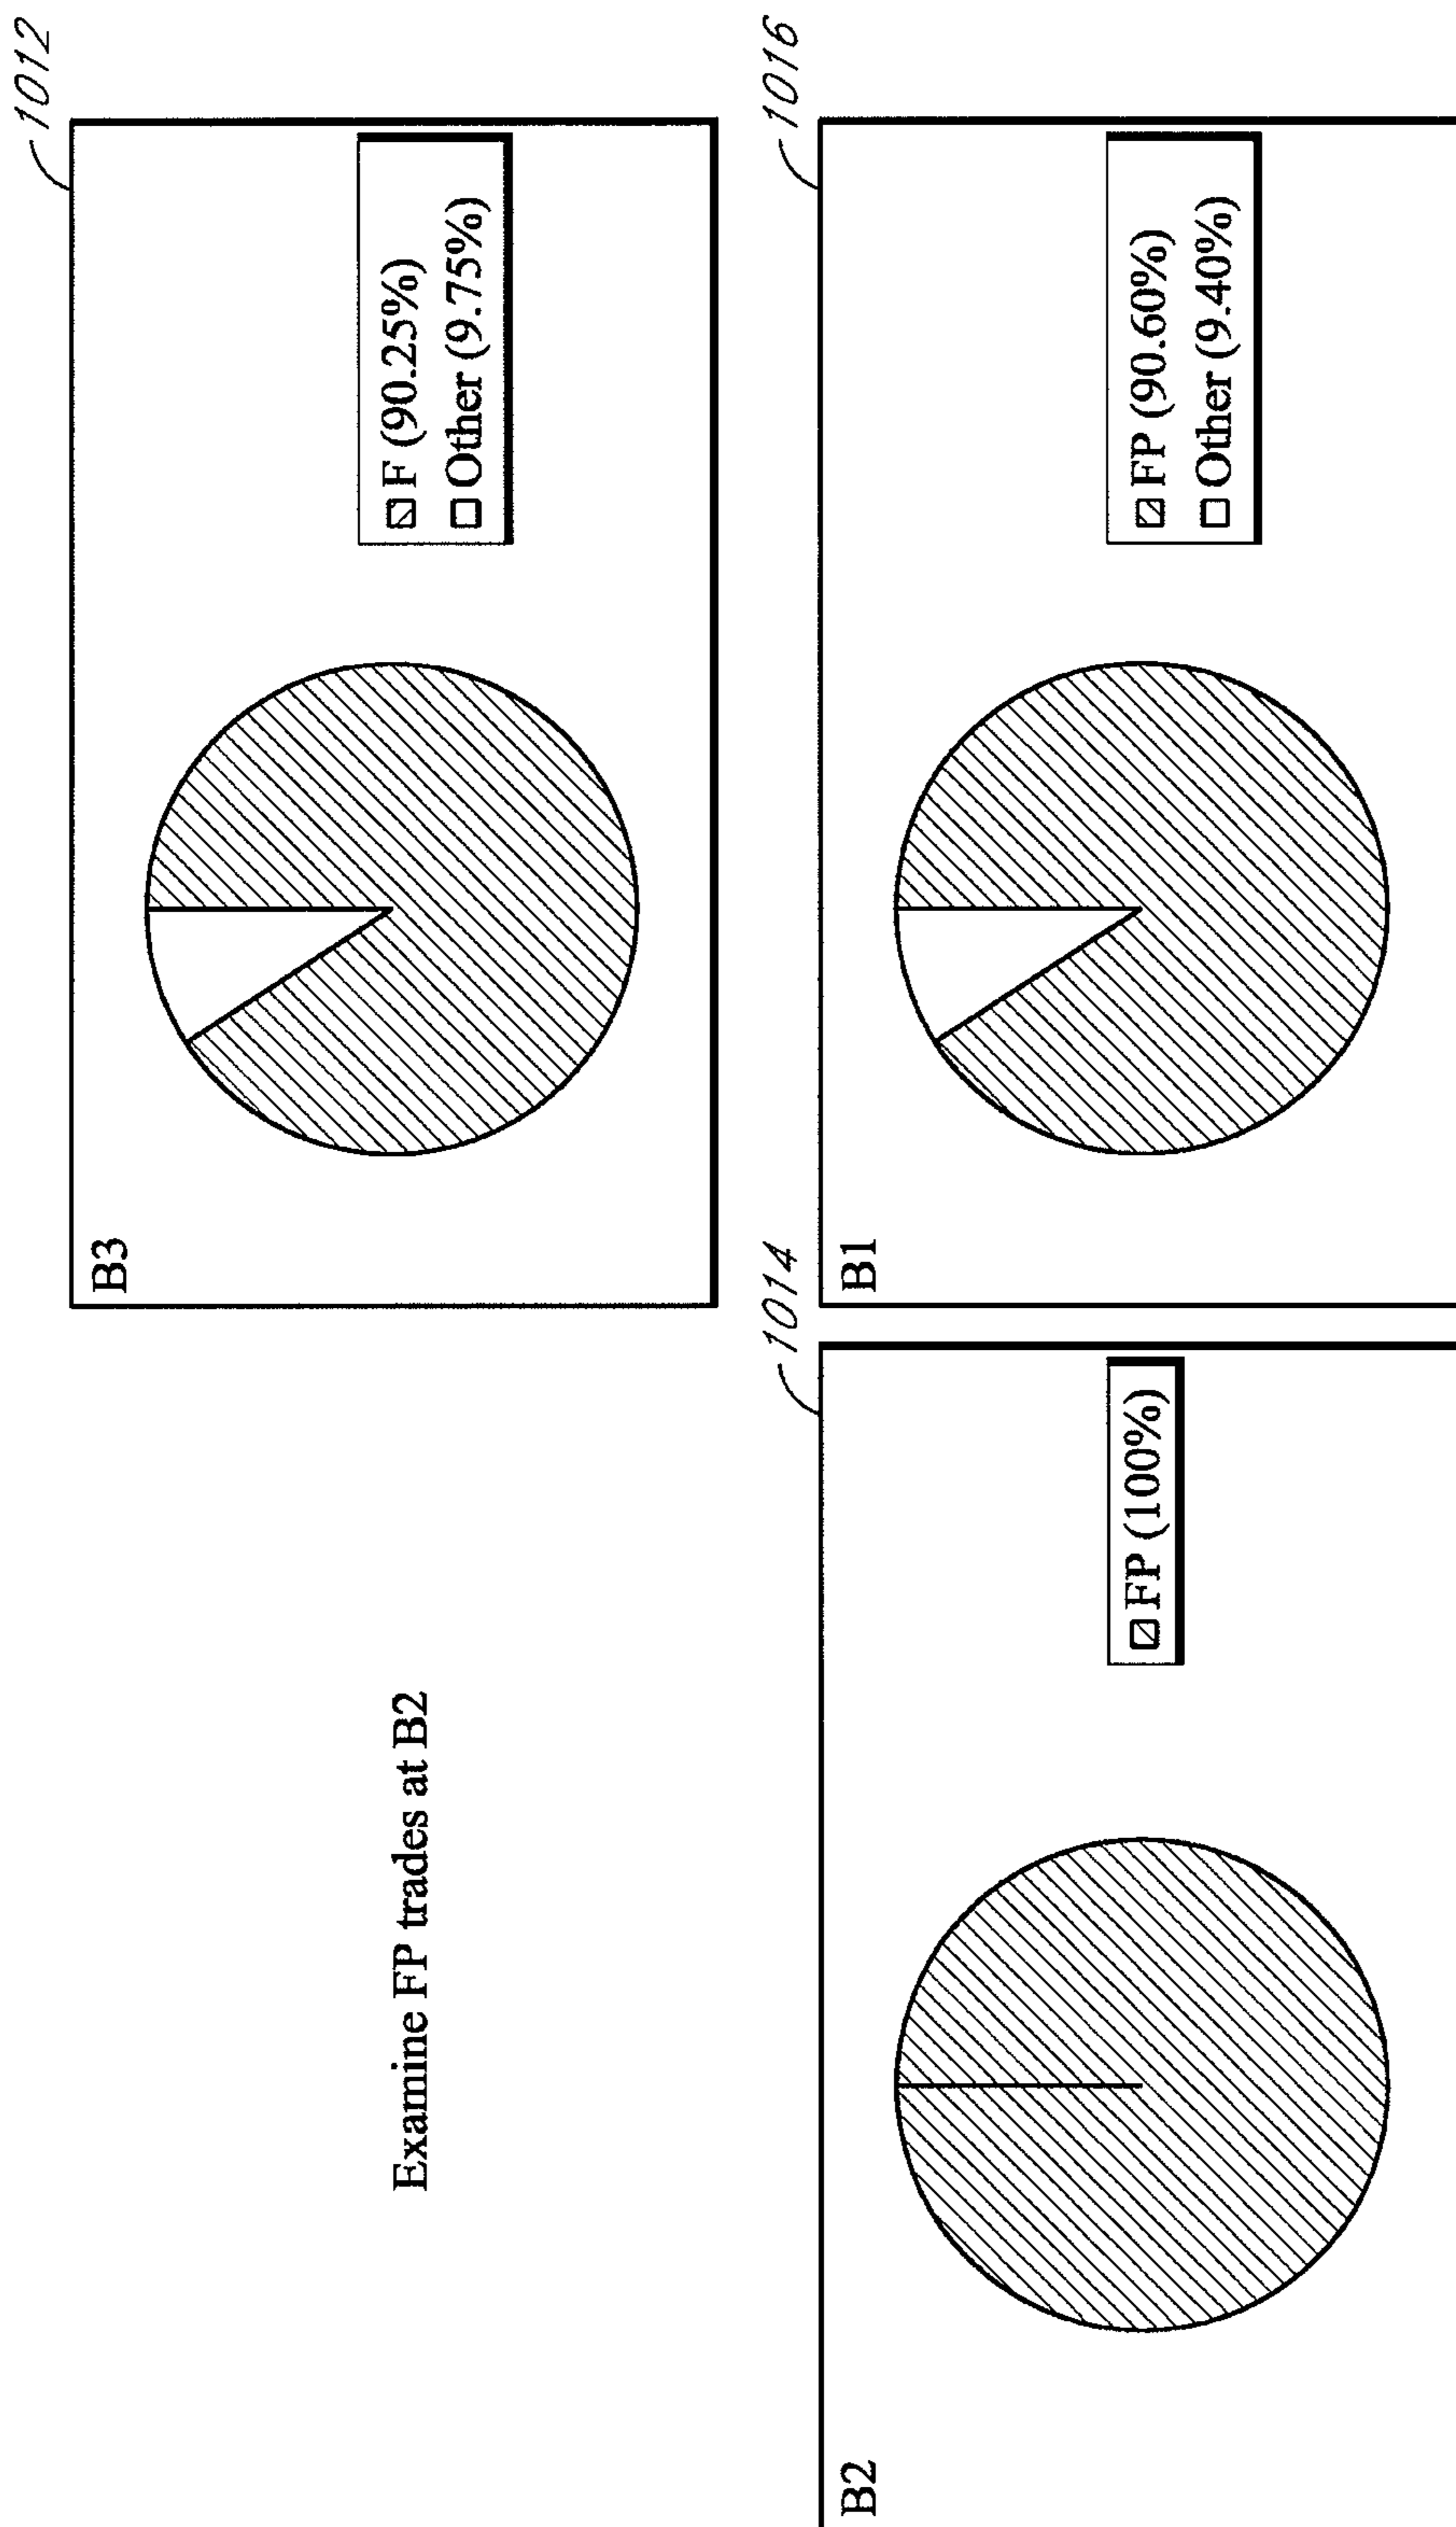 Examine FP trades at B2
1012
B3
F (90.25%)
Other (9.75%)
1014
B2
FP (100%)
1016
B1
FP (90.60%)
Other (9.40%)